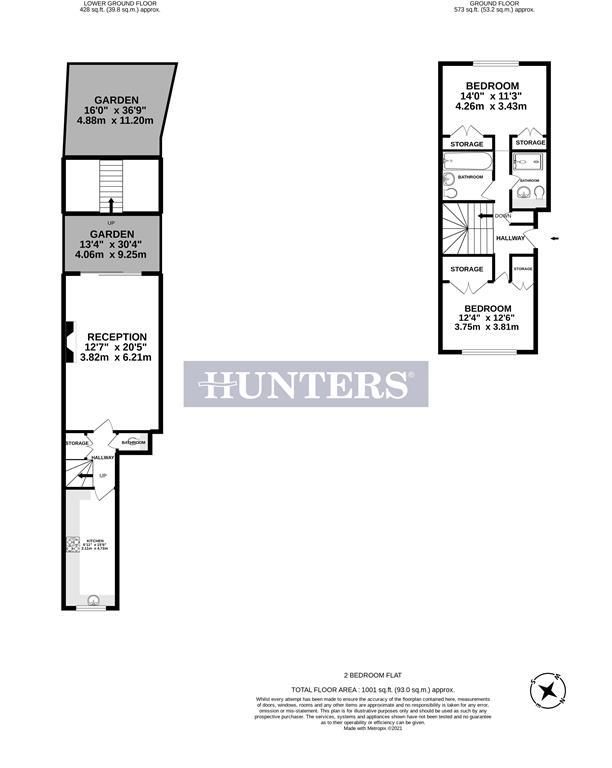 LOWER GROUND FLOOR
428 sq.ft. (39.8 sq.m.) approx.
GROUND FLOOR
573 sq.ft. (53.2 sq.m.) approx.
GARDEN
16'0" x 36'9"
4.88m x 11.20m
UP
GARDEN
13'4" x 30'4"
4.06m x 9.25m
RECEPTION
12'7" x 20'5"
3.82m x 6.21m
STORAGE
BATHROOM
HALLWAY
UP
KITCHEN
6'11" x 15'6"
2.11m x 4.73m
BEDROOM
14'0" x 11'3"
4.26m x 3.43m
STORAGE
STORAGE
BATHROOM
BATHROOM
DOWN
HALLWAY
STORAGE
STORAGE
BEDROOM
12'4" x 12'6"
3.75m x 3.81m
HUNTERS®
2 BEDROOM FLAT
TOTAL FLOOR AREA : 1001 sq.ft. (93.0 sq.m.) approx.
Whilst every attempt has been made to ensure the accuracy of the floorplan contained here, measurements
of doors, windows, rooms and any other items are approximate and no responsibility is taken for any error,
omission or mis-statement. This plan is for illustrative purposes only and should be used as such by any
prospective purchaser. The services, systems and appliances shown have not been tested and no guarantee
as to their operability or efficiency can be given.
Made with Metropix ©2021